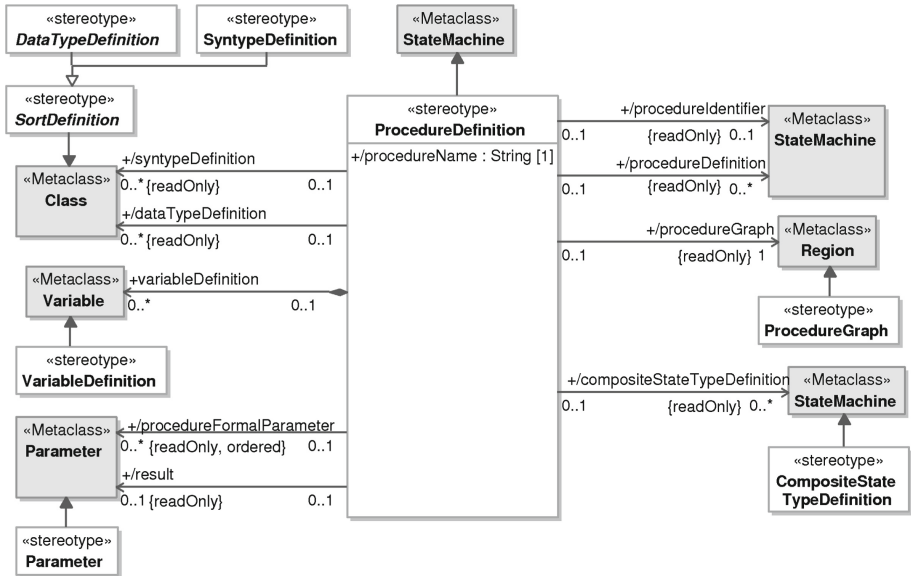 «stereotype»
DataTypeDefinition
«stereotype»
SyntypeDefinition
«Metaclass»
StateMachine
«stereotype»
SortDefinition
«stereotype»
ProcedureDefinition
+/procedureName : String [1]
+/procedureIdentifier
0..1 {readOnly} 0..1
«Metaclass»
StateMachine
+/procedureDefinition
0..1 {readOnly} 0..*
+/syntypeDefinition
0..* {readOnly} 0..1
«Metaclass»
Class
+/dataTypeDefinition
0..* {readOnly} 0..1
+/procedureGraph
0..1 {readOnly} 1
«Metaclass»
Region
«Metaclass»
Variable
+/variableDefinition
0..* 0..1
«stereotype»
ProcedureGraph
«stereotype»
VariableDefinition
+/compositeStateTypeDefinition
0..1 {readOnly} 0..*
«Metaclass»
StateMachine
«Metaclass»
Parameter
+/procedureFormalParameter
0..* {readOnly, ordered} 0..1
+/result
0..1 {readOnly} 0..1
«stereotype»
CompositeState
TypeDefinition
«stereotype»
Parameter